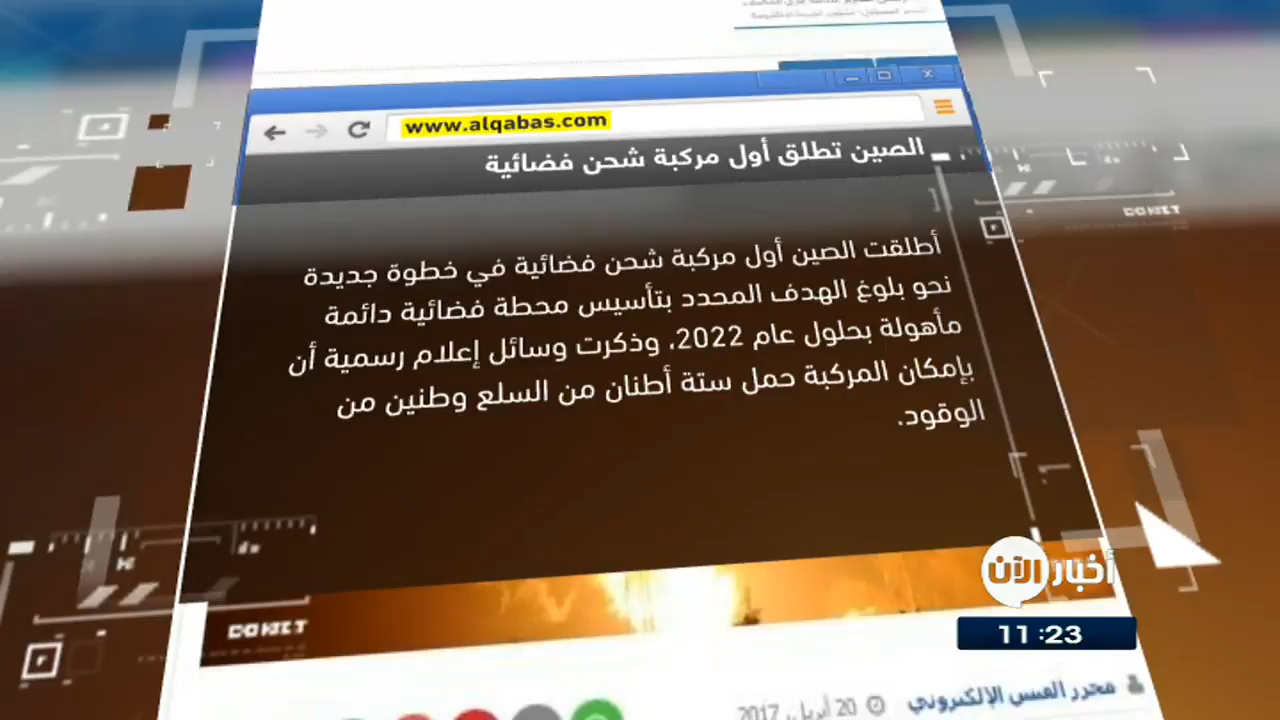 www.alqabas.com
الصين تطلق أول مركبة شحن فضائية
أطلقت الصين أول مركبة شحن فضائية في خطوة جديدة
نحو بلوغ الهدف المحدد بتأسيس محطة فضائية دائمة
مأهولة بحلول عام 2022، وذكرت وسائل إعلام رسمية أن
بإمكان المركبة حمل ستة أطنان من السلع وطنين من
الوقود.
أخبار الآن
11:23
محرر القبس الإلكتروني
20 أبريل، 2017